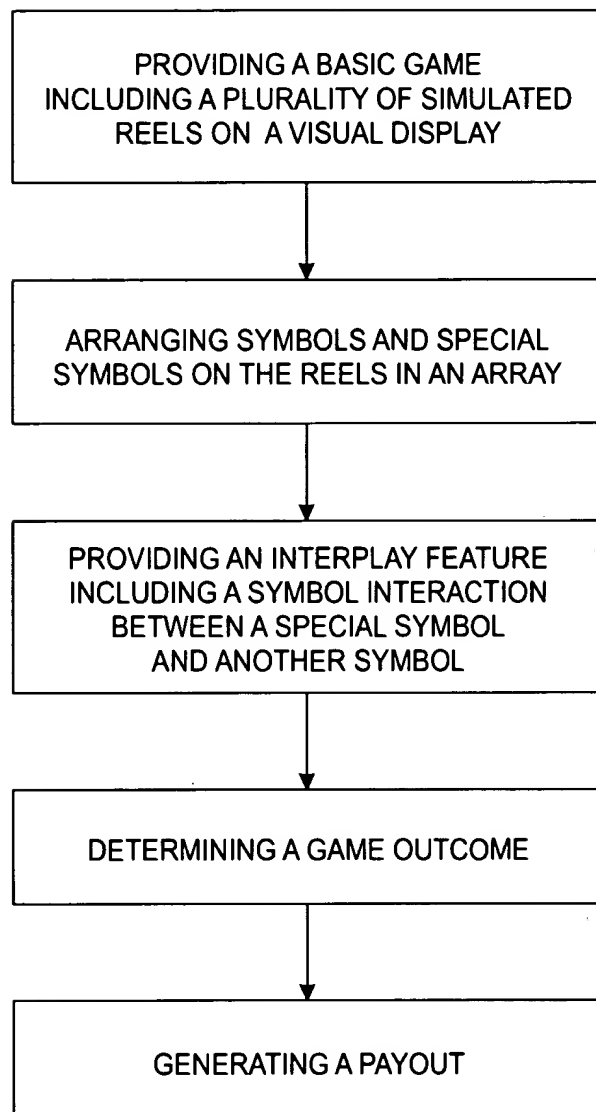 PROVIDING A BASIC GAME
INCLUDING A PLURALITY OF SIMULATED
REELS ON A VISUAL DISPLAY
ARRANGING SYMBOLS AND SPECIAL
SYMBOLS ON THE REELS IN AN ARRAY
PROVIDING AN INTERPLAY FEATURE
INCLUDING A SYMBOL INTERACTION
BETWEEN A SPECIAL SYMBOL
AND ANOTHER SYMBOL
DETERMINING A GAME OUTCOME
GENERATING A PAYOUT